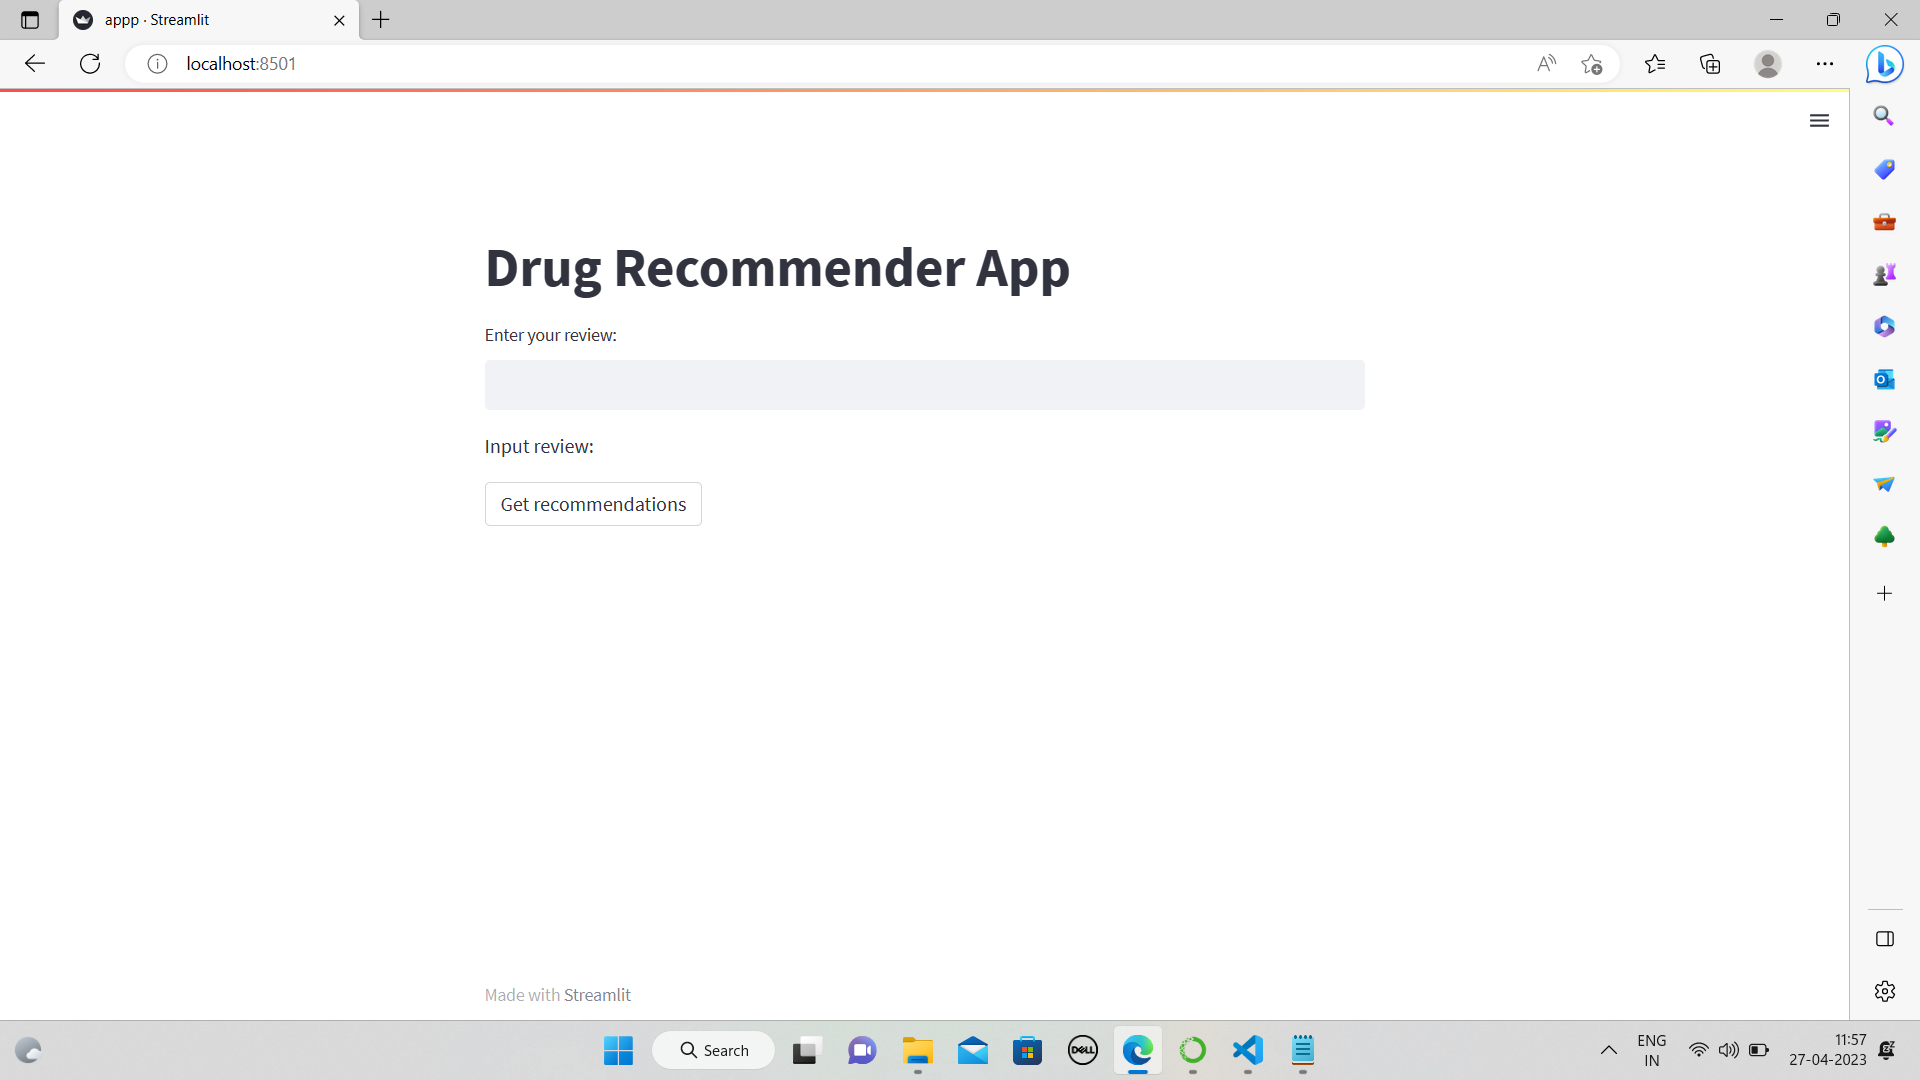 appp · Streamlit
localhost:8501
Drug Recommender App
Enter your review:
Input review:
Get recommendations
Made with Streamlit
Search
DELL
ENG
IN
11:57
27-04-2023